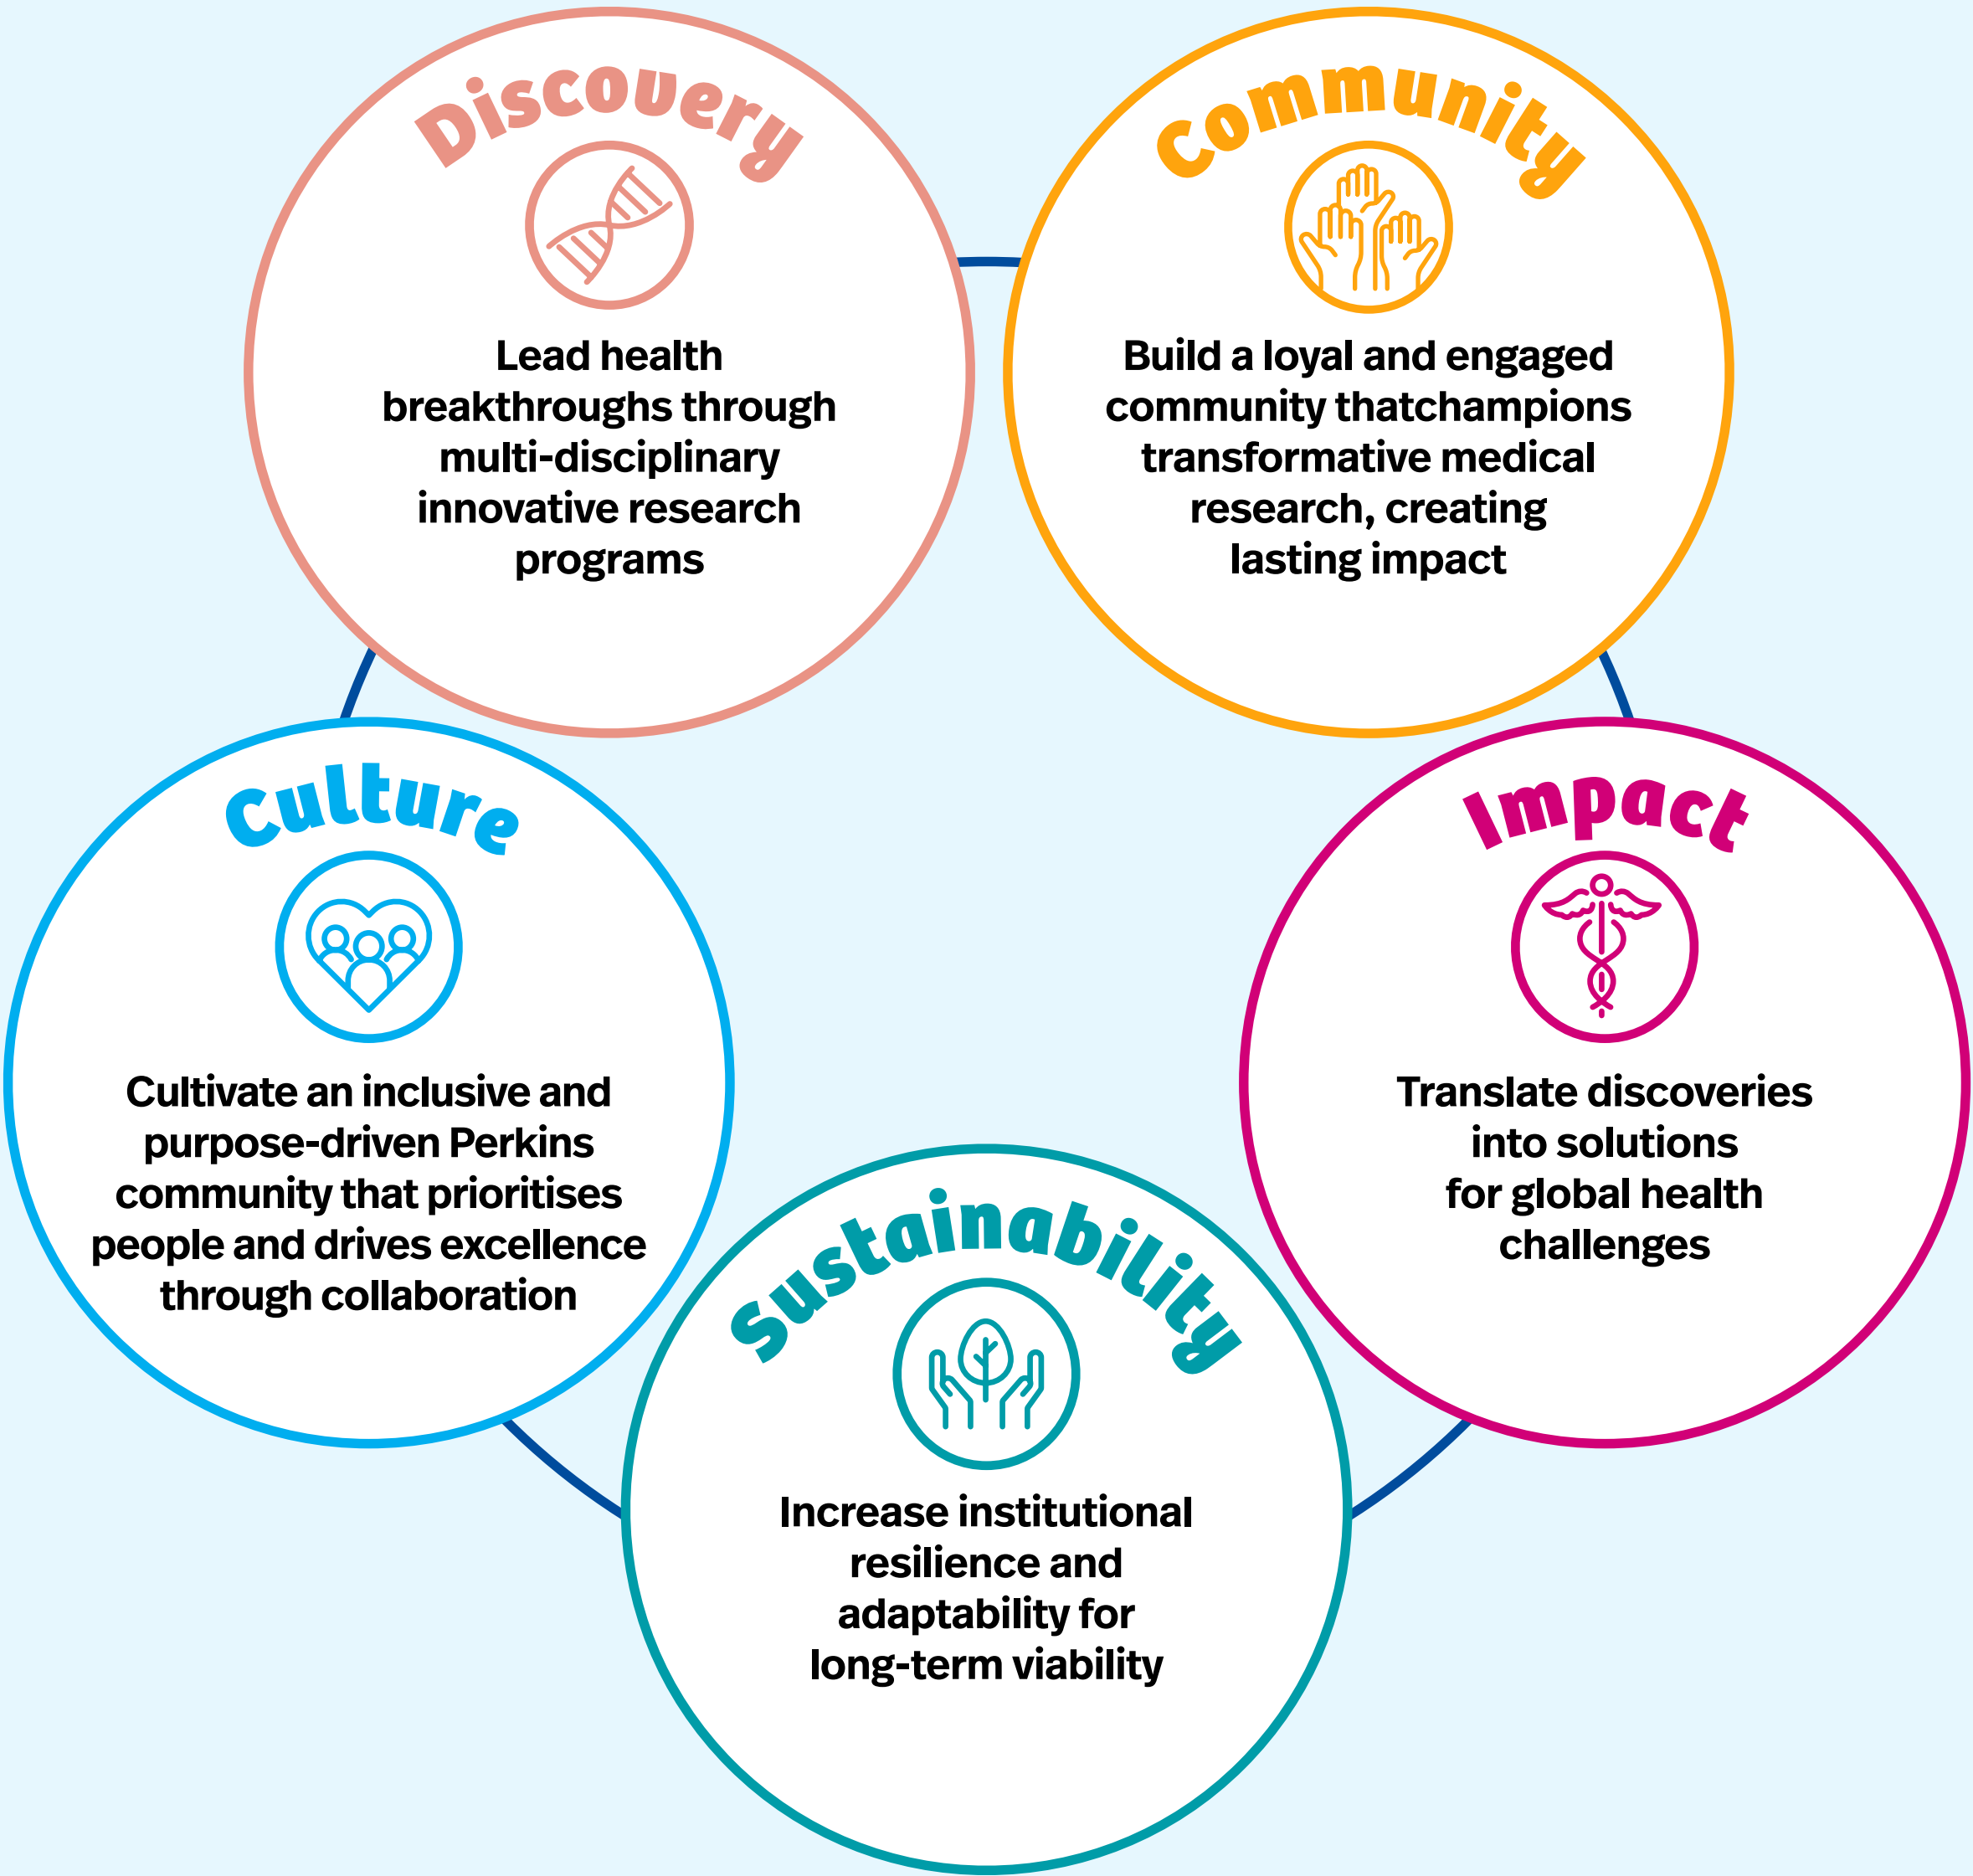 Discovery
Lead health
breakthroughs through
multi-disciplinary
innovative research
programs
Community
Build a loyal and engaged
community thatchampions
transformative medical
research, creating
lasting impact
Culture
Cultivate an inclusive and
purpose-driven Perkins
community that prioritises
people and drives excellence
through collaboration
Impact
Translate discoveries
into solutions
for global health
challenges
Sustainability
Increase institutional
resilience and
adaptability for
long-term viability